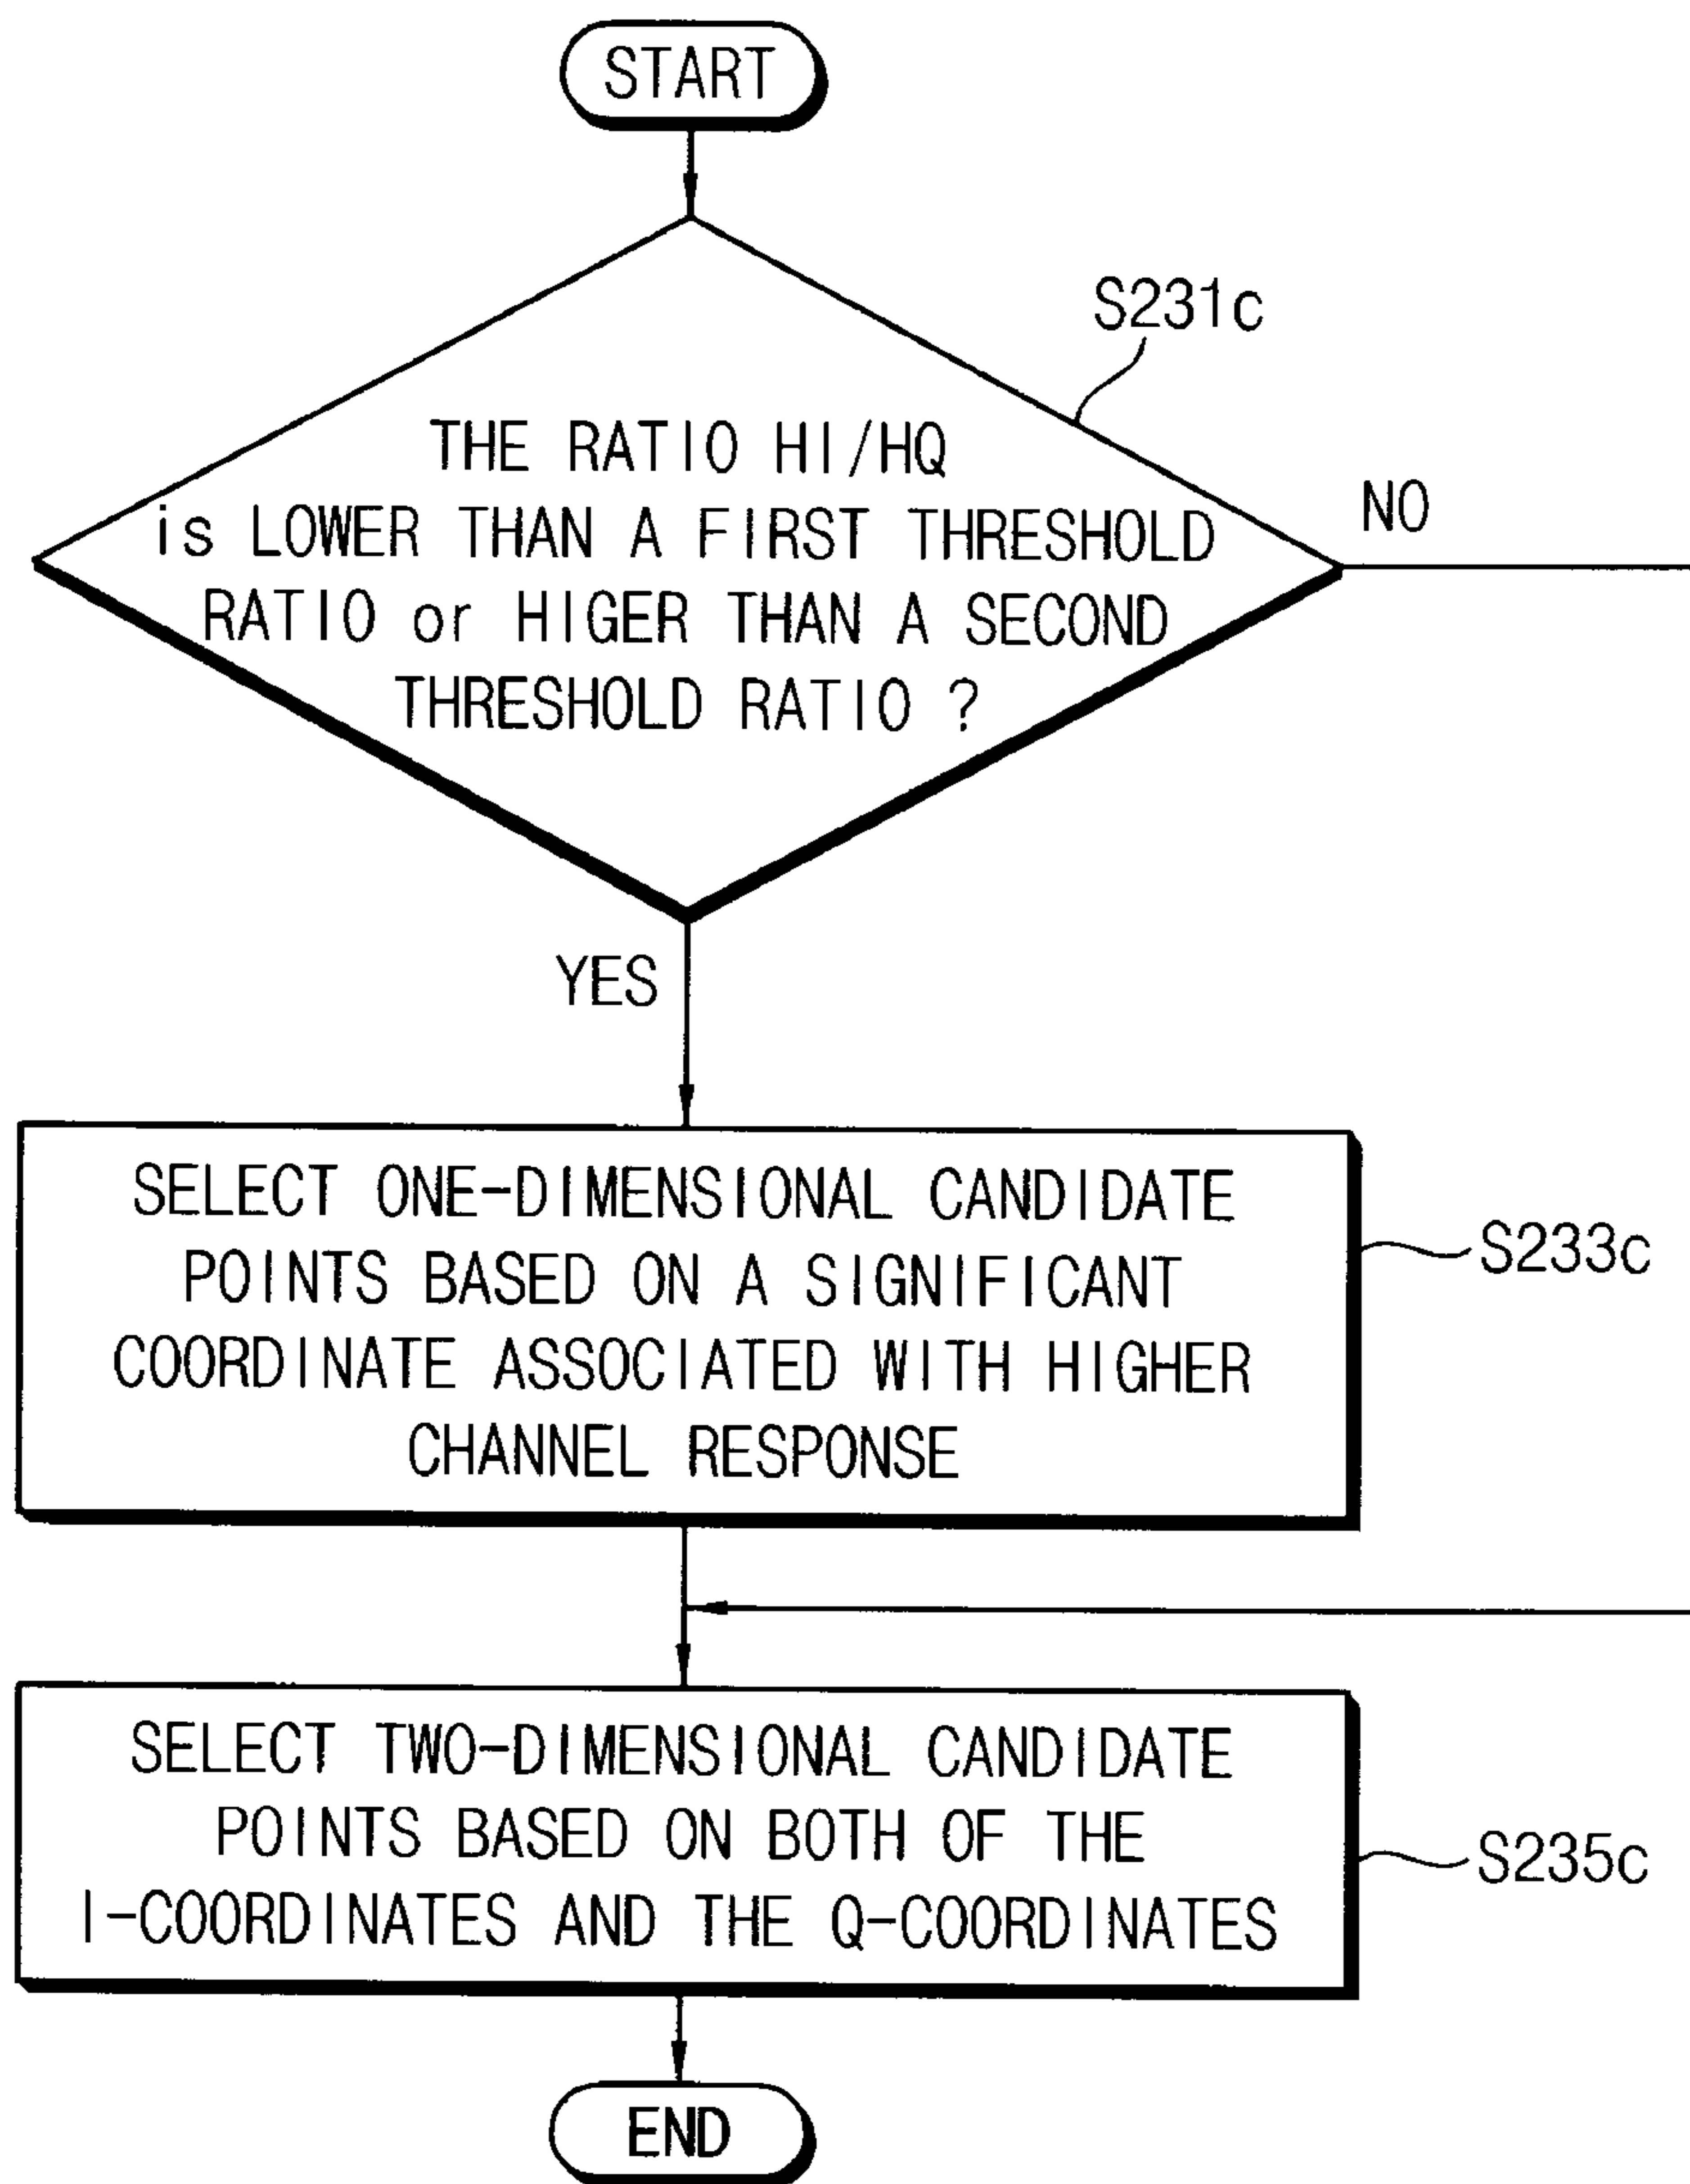 START
S231c
THE RATIO HI/HQ
is LOWER THAN A FIRST THRESHOLD
RATIO or HIGER THAN A SECOND
THRESHOLD RATIO ?
NO
YES
SELECT ONE-DIMENSIONAL CANDIDATE
POINTS BASED ON A SIGNIFICANT
COORDINATE ASSOCIATED WITH HIGHER
CHANNEL RESPONSE
S233c
SELECT TWO-DIMENSIONAL CANDIDATE
POINTS BASED ON BOTH OF THE
I-COORDINATES AND THE Q-COORDINATES
S235c
END